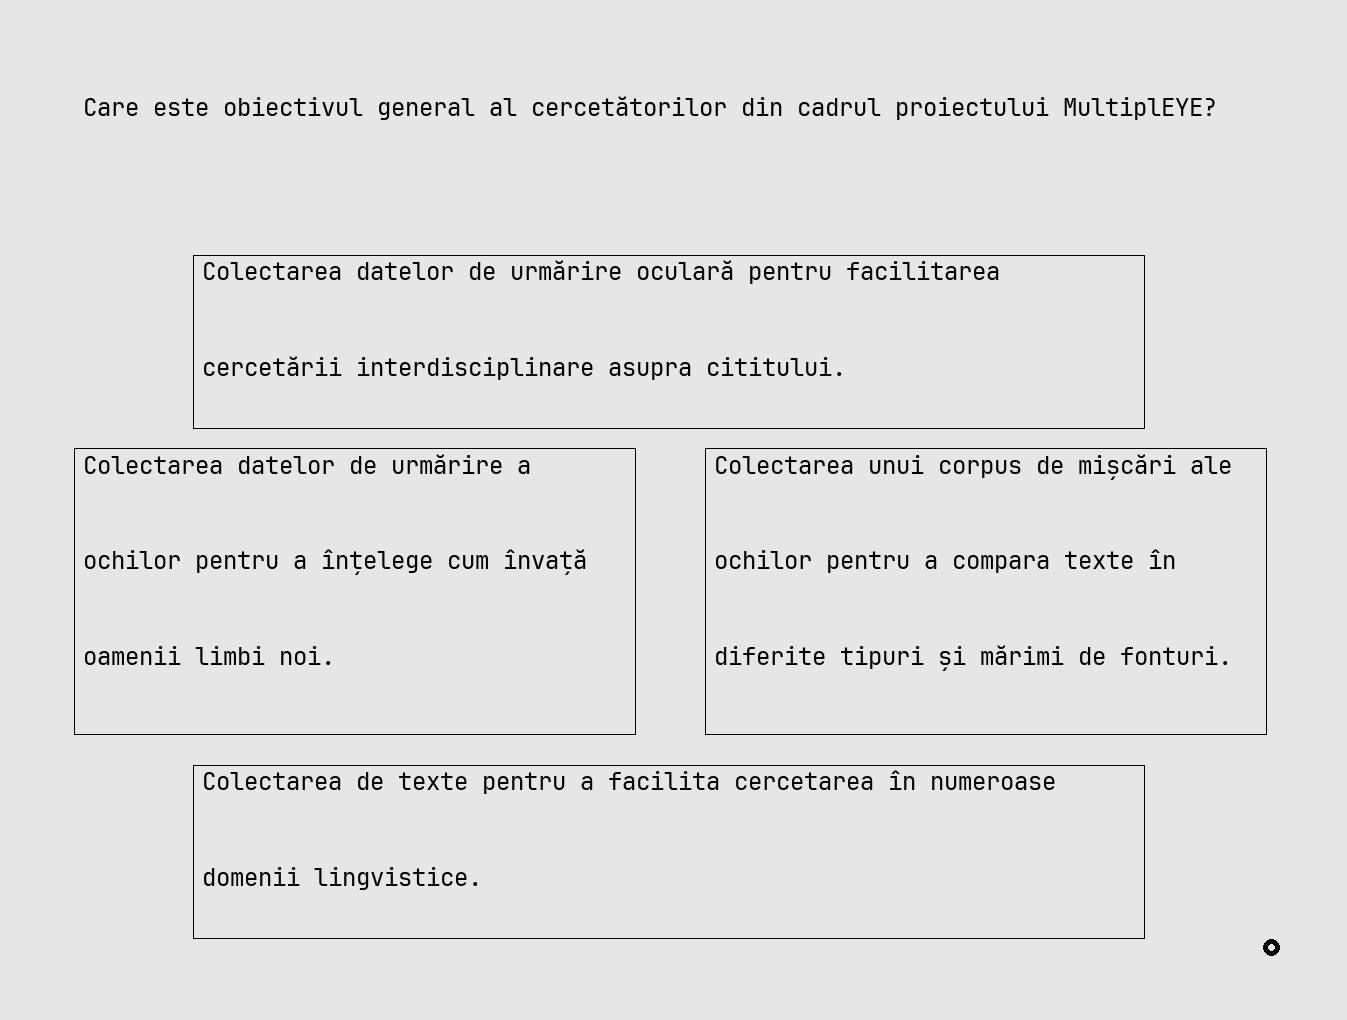 Care este obiectivul general al cercetătorilor din cadrul proiectului MultiplEYE?
Colectarea datelor de urmărire oculară pentru facilitarea
cercetării interdisciplinare asupra cititului.
Colectarea datelor de urmărire a
ochilor pentru a înțelege cum învață
oamenii limbi noi.
Colectarea unui corpus de mișcări ale
ochilor pentru a compara texte în
diferite tipuri și mărimi de fonturi.
Colectarea de texte pentru a facilita cercetarea în numeroase
domenii lingvistice.